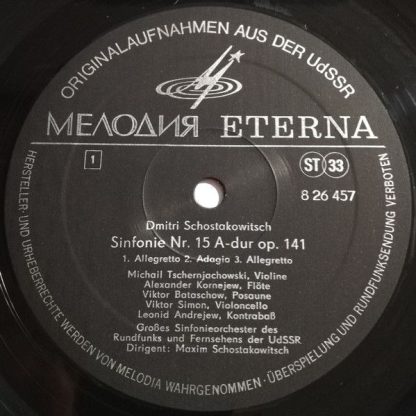 ORIGINALAUFNAHMEN AUS DER UdSSR
МЕЛОДИЯ ETERNA
1
ST 33
8 26 457
Dmitri Schostakowitsch
Sinfonie Nr. 15 A-dur op. 141
1. Allegretto 2. Adagio 3. Allegretto
Michail Tschernjachowski, Violine
Alexander Kornejew, Flöte
Viktor Bataschow, Posaune
Viktor Simon, Violoncello
Leonid Andrejew, Kontrabaß
Großes Sinfonieorchester des
Rundfunks und Fernsehens der UdSSR
Dirigent: Maxim Schostakowitsch
HERSTELLER- UND URHEBERRECHTE WERDEN VON MELODIA WAHRGENOMMEN · ÜBERSPIELUNG UND RUNDFUNKSENDUNG VERBOTEN